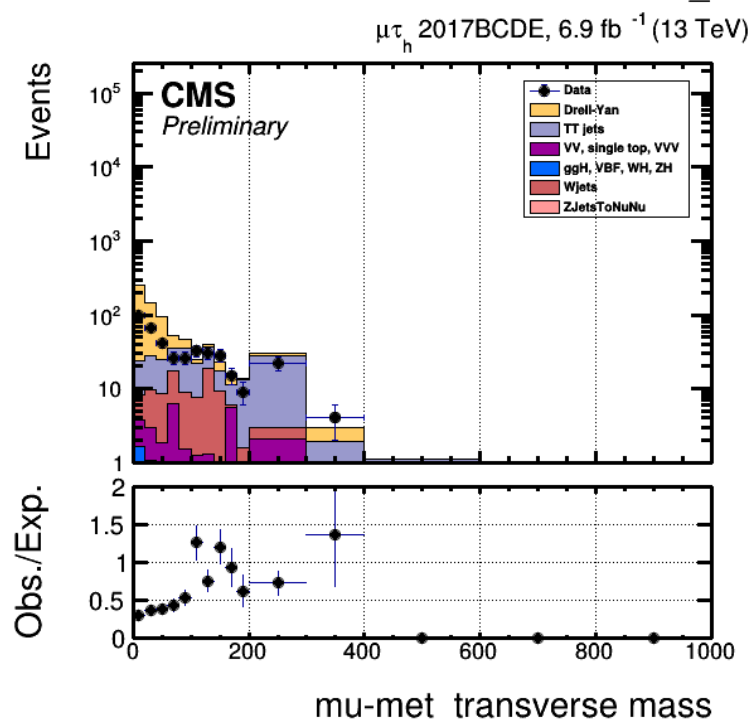 μτh 2017BCDE, 6.9 fb -1 (13 TeV)
CMS
Preliminary
Events
10^5
10^4
10^3
10^2
10
1
Data
Drell-Yan
TT jets
VV, single top, VVV
ggH, VBF, WH, ZH
Wjets
ZJetsToNuNu
Obs./Exp.
2
1.5
1
0.5
0
0 200 400 600 800 1000
mu-met transverse mass